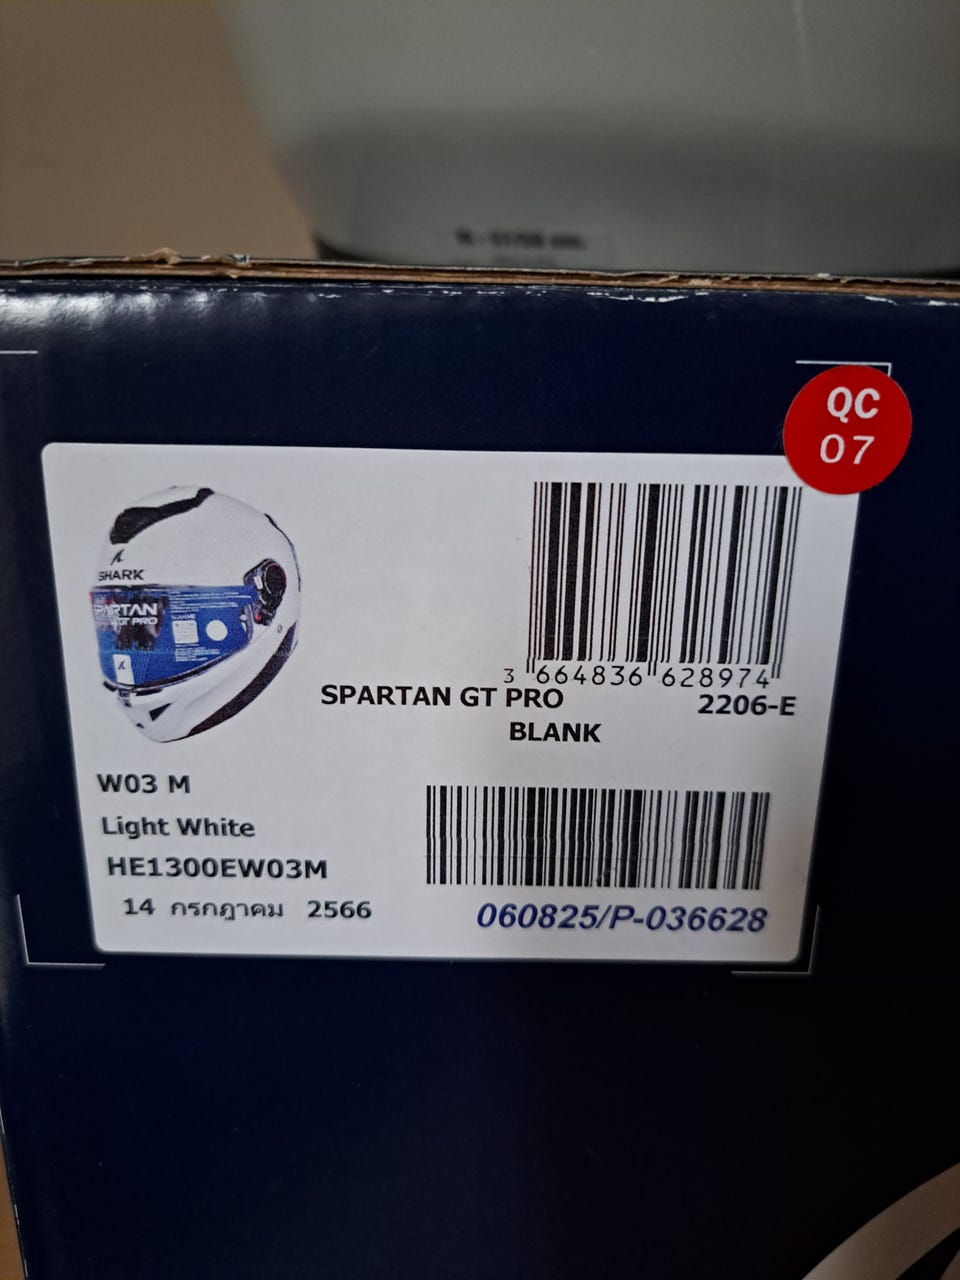 QC
07
SHARK
SPARTAN
GT PRO
3 664836 628974
SPARTAN GT PRO
2206-E
BLANK
W03 M
Light White
HE1300EW03M
14 กรกฎาคม 2566
060825/P-036628